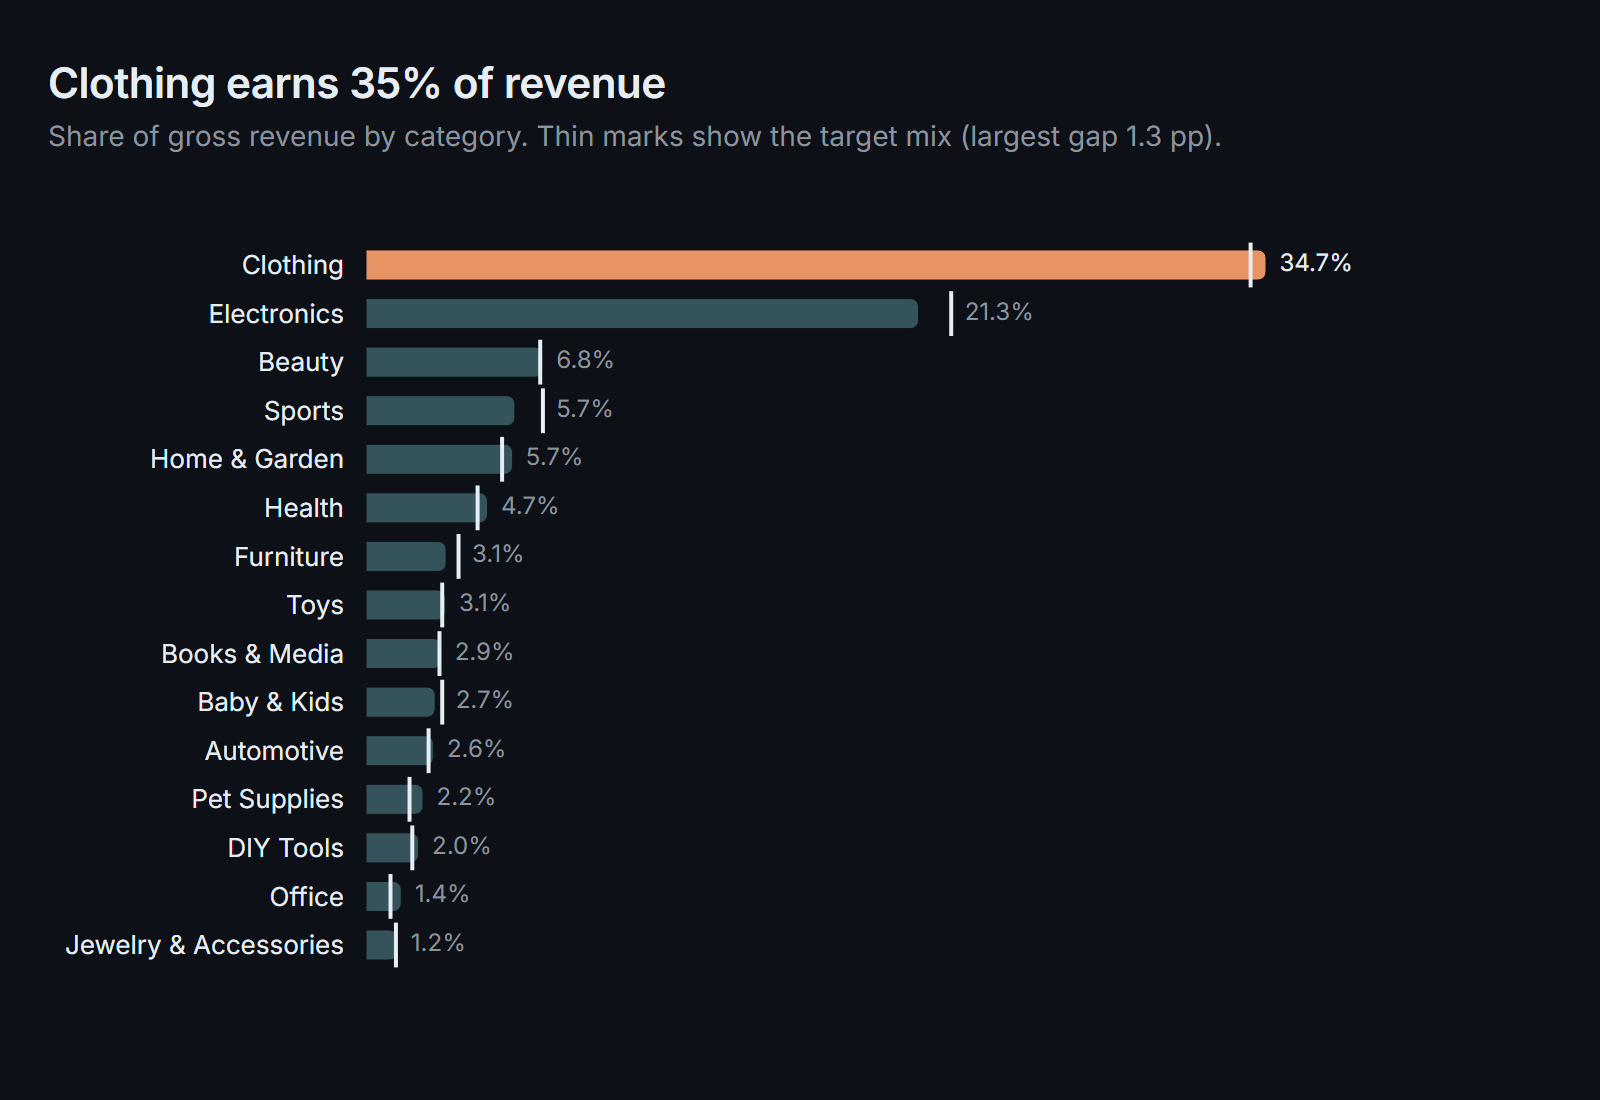 Clothing earns 35% of revenue
Share of gross revenue by category. Thin marks show the target mix (largest gap 1.3 pp).
Clothing 34.7%
Electronics 21.3%
Beauty 6.8%
Sports 5.7%
Home & Garden 5.7%
Health 4.7%
Furniture 3.1%
Toys 3.1%
Books & Media 2.9%
Baby & Kids 2.7%
Automotive 2.6%
Pet Supplies 2.2%
DIY Tools 2.0%
Office 1.4%
Jewelry & Accessories 1.2%